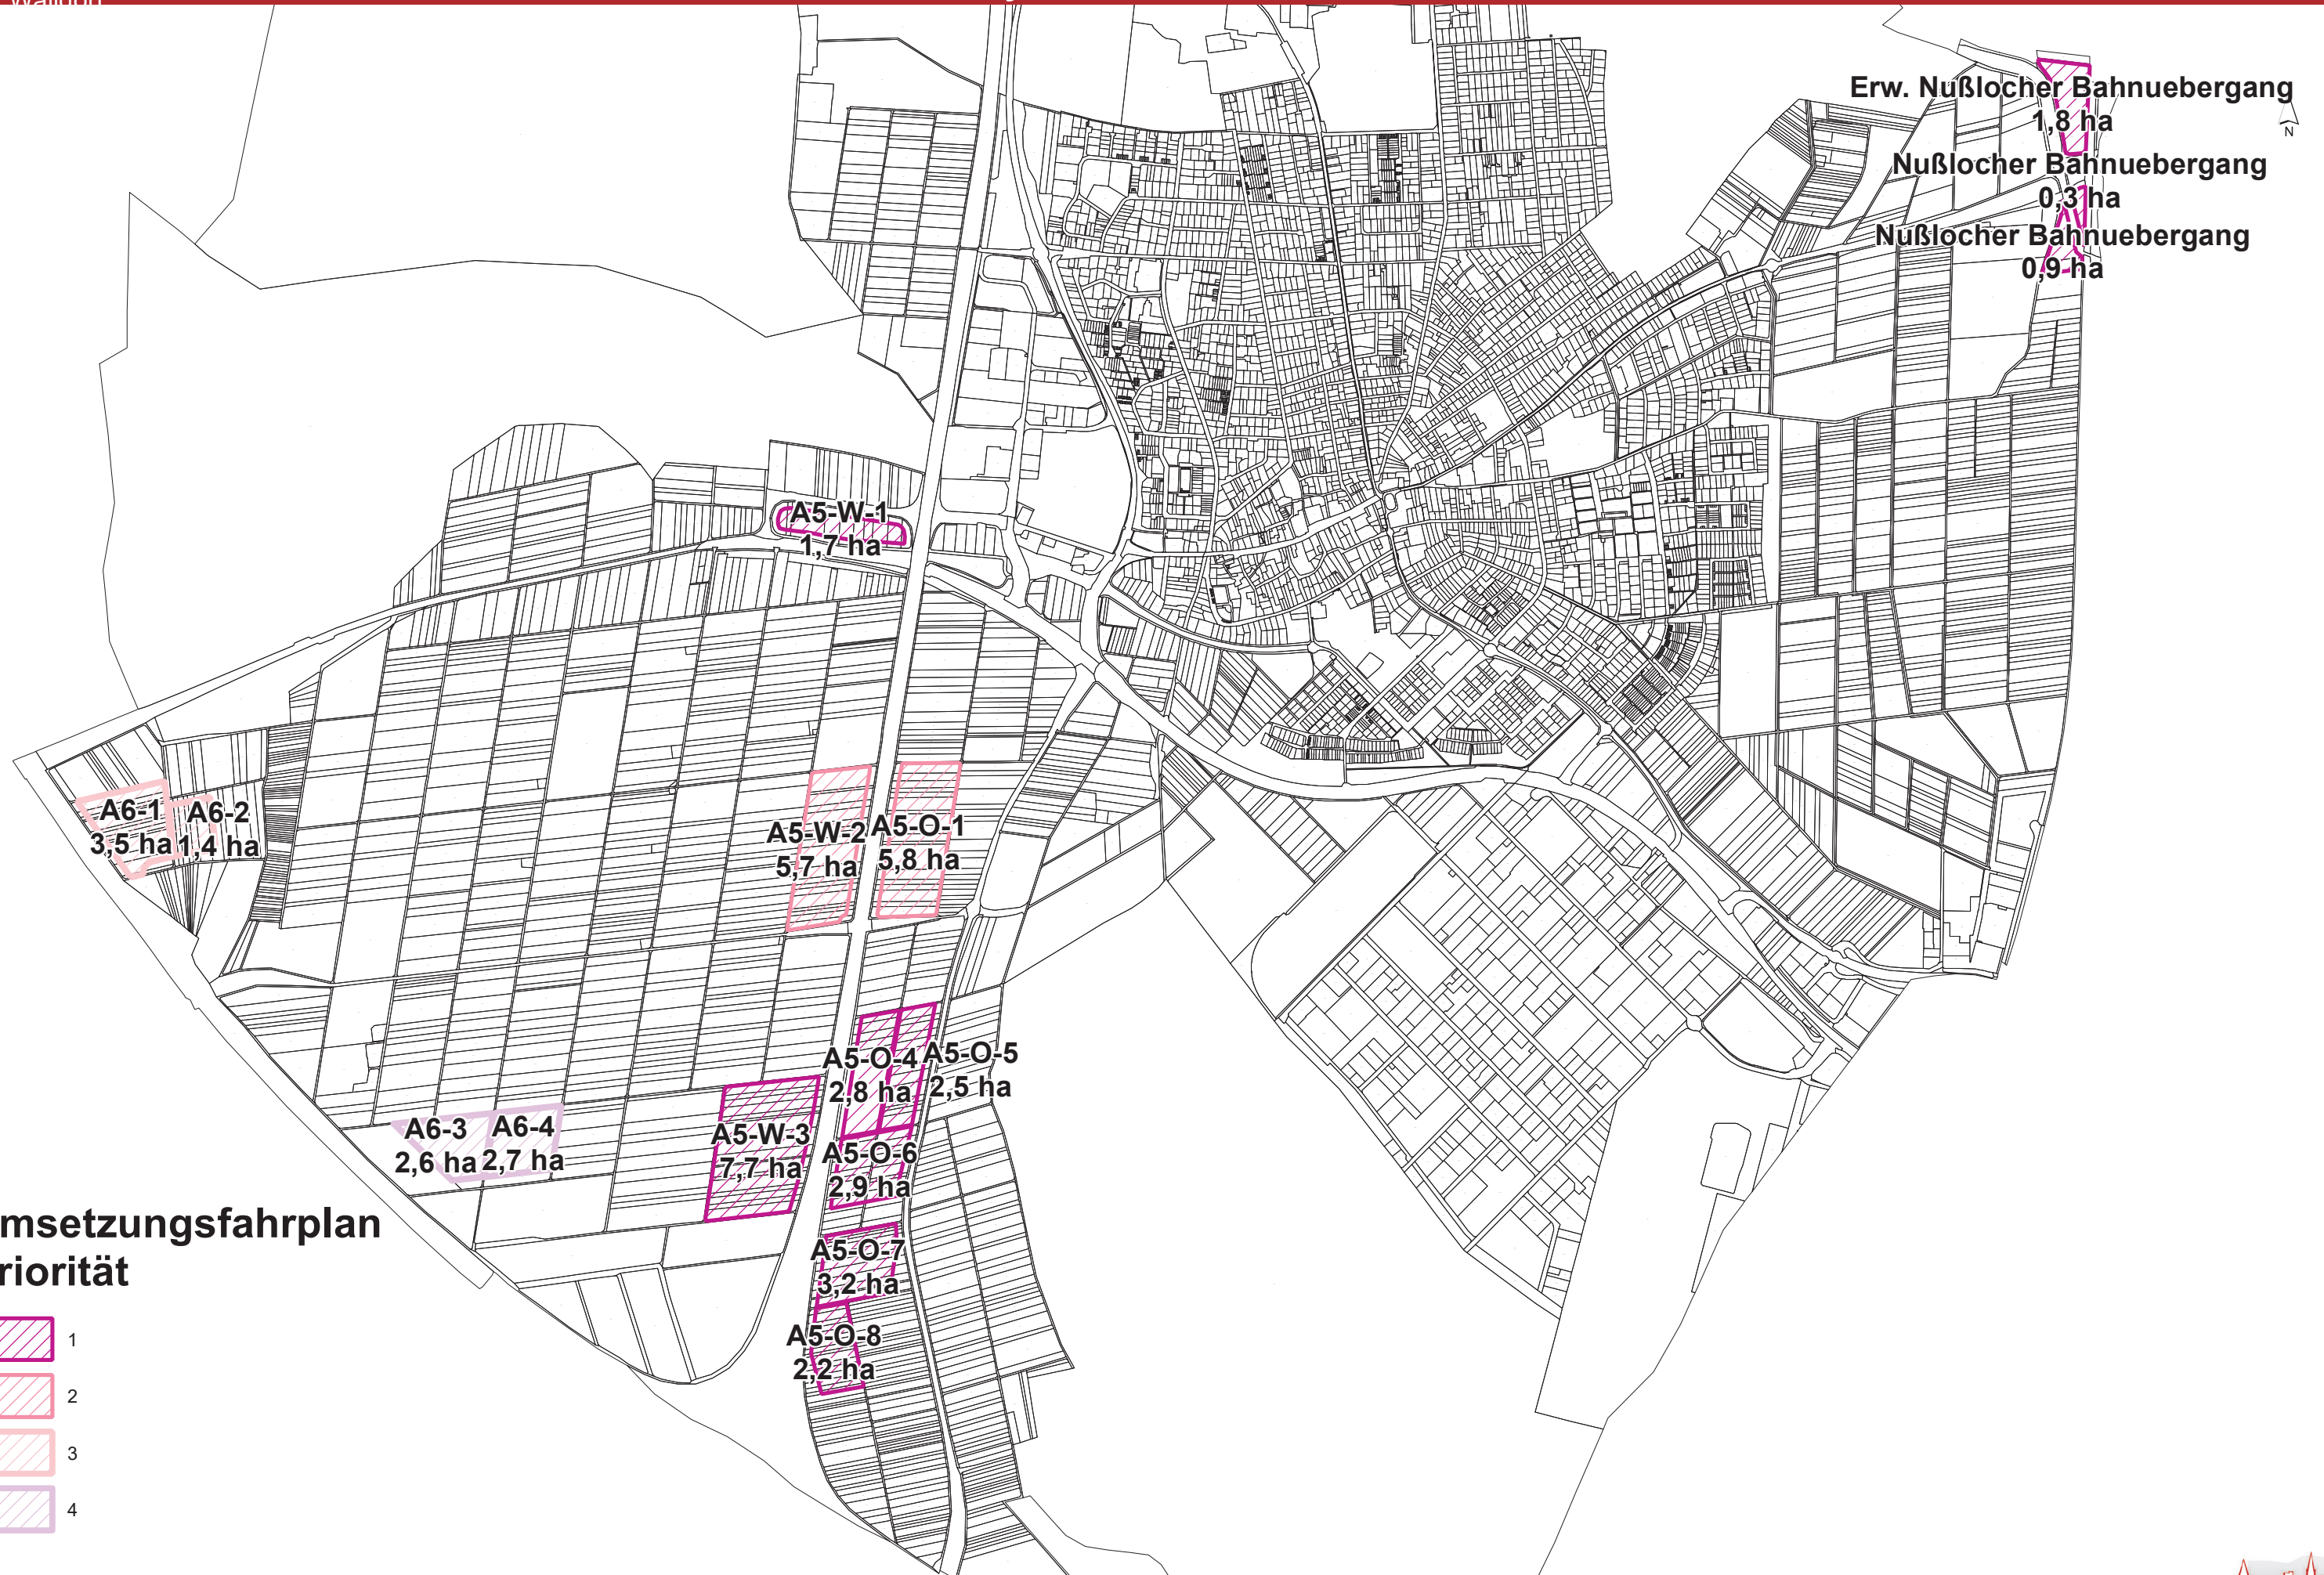 Erw. Nußlocher Bahnuebergang
1,8 ha
N
Nußlocher Bahnuebergang
0,3 ha
Nußlocher Bahnuebergang
0,9 ha
A5-W-1
1,7 ha
A6-1
3,5 ha
A6-2
1,4 ha
A5-W-2
5,7 ha
A5-O-1
5,8 ha
A5-O-4
2,8 ha
A5-O-5
2,5 ha
A6-3
2,6 ha
A6-4
2,7 ha
A5-W-3
7,7 ha
A5-O-6
2,9 ha
A5-O-7
3,2 ha
A5-O-8
2,2 ha
msetzungsfahrplan
riorität
1
2
3
4